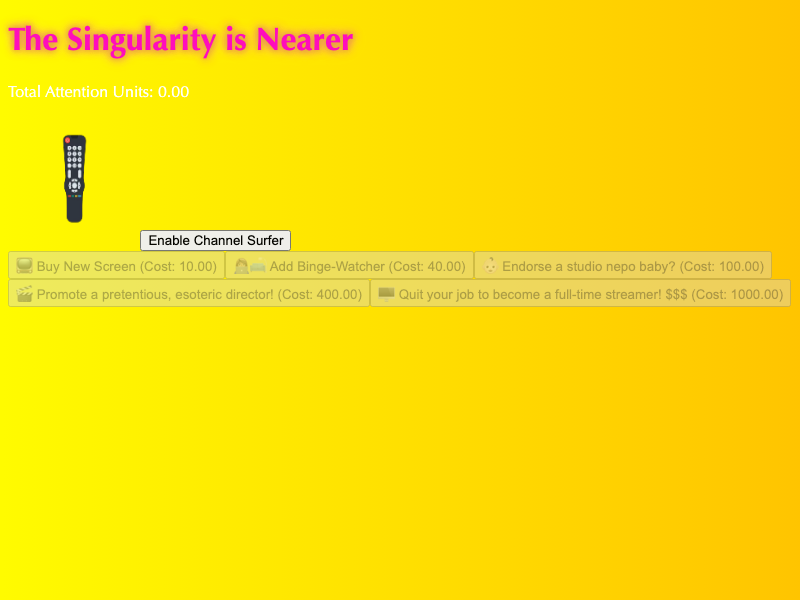 The Singularity is Nearer
Total Attention Units: 0.00
Enable Channel Surfer
Buy New Screen (Cost: 10.00) Add Binge-Watcher (Cost: 40.00) Endorse a studio nepo baby? (Cost: 100.00)
Promote a pretentious, esoteric director! (Cost: 400.00) Quit your job to become a full-time streamer! $$$ (Cost: 1000.00)